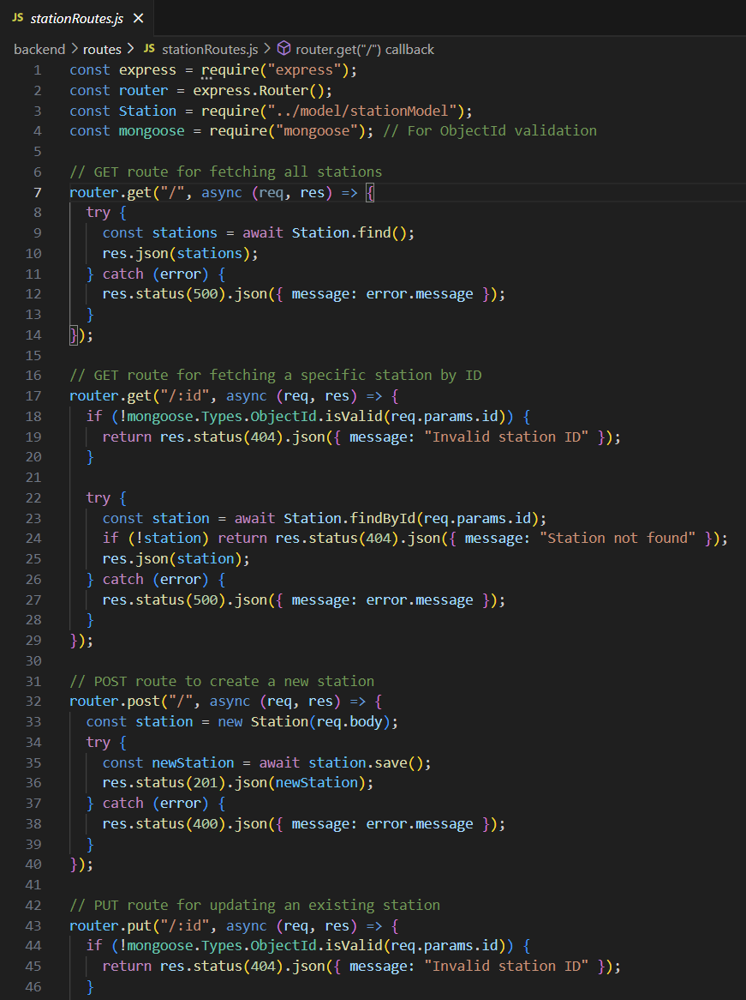 JS stationRoutes.js ×
backend > routes > JS stationRoutes.js > router.get("/") callback
1 const express = require("express");
2 const router = express.Router();
3 const Station = require("../model/stationModel");
4 const mongoose = require("mongoose"); // For ObjectId validation
5
6 // GET route for fetching all stations
7 router.get("/", async (req, res) => {
8   try {
9     const stations = await Station.find();
10     res.json(stations);
11   } catch (error) {
12     res.status(500).json({ message: error.message });
13   }
14 });
15
16 // GET route for fetching a specific station by ID
17 router.get("/:id", async (req, res) => {
18   if (!mongoose.Types.ObjectId.isValid(req.params.id)) {
19     return res.status(404).json({ message: "Invalid station ID" });
20   }
21
22   try {
23     const station = await Station.findById(req.params.id);
24     if (!station) return res.status(404).json({ message: "Station not found" });
25     res.json(station);
26   } catch (error) {
27     res.status(500).json({ message: error.message });
28   }
29 });
30
31 // POST route to create a new station
32 router.post("/", async (req, res) => {
33   const station = new Station(req.body);
34   try {
35     const newStation = await station.save();
36     res.status(201).json(newStation);
37   } catch (error) {
38     res.status(400).json({ message: error.message });
39   }
40 });
41
42 // PUT route for updating an existing station
43 router.put("/:id", async (req, res) => {
44   if (!mongoose.Types.ObjectId.isValid(req.params.id)) {
45     return res.status(404).json({ message: "Invalid station ID" });
46   }